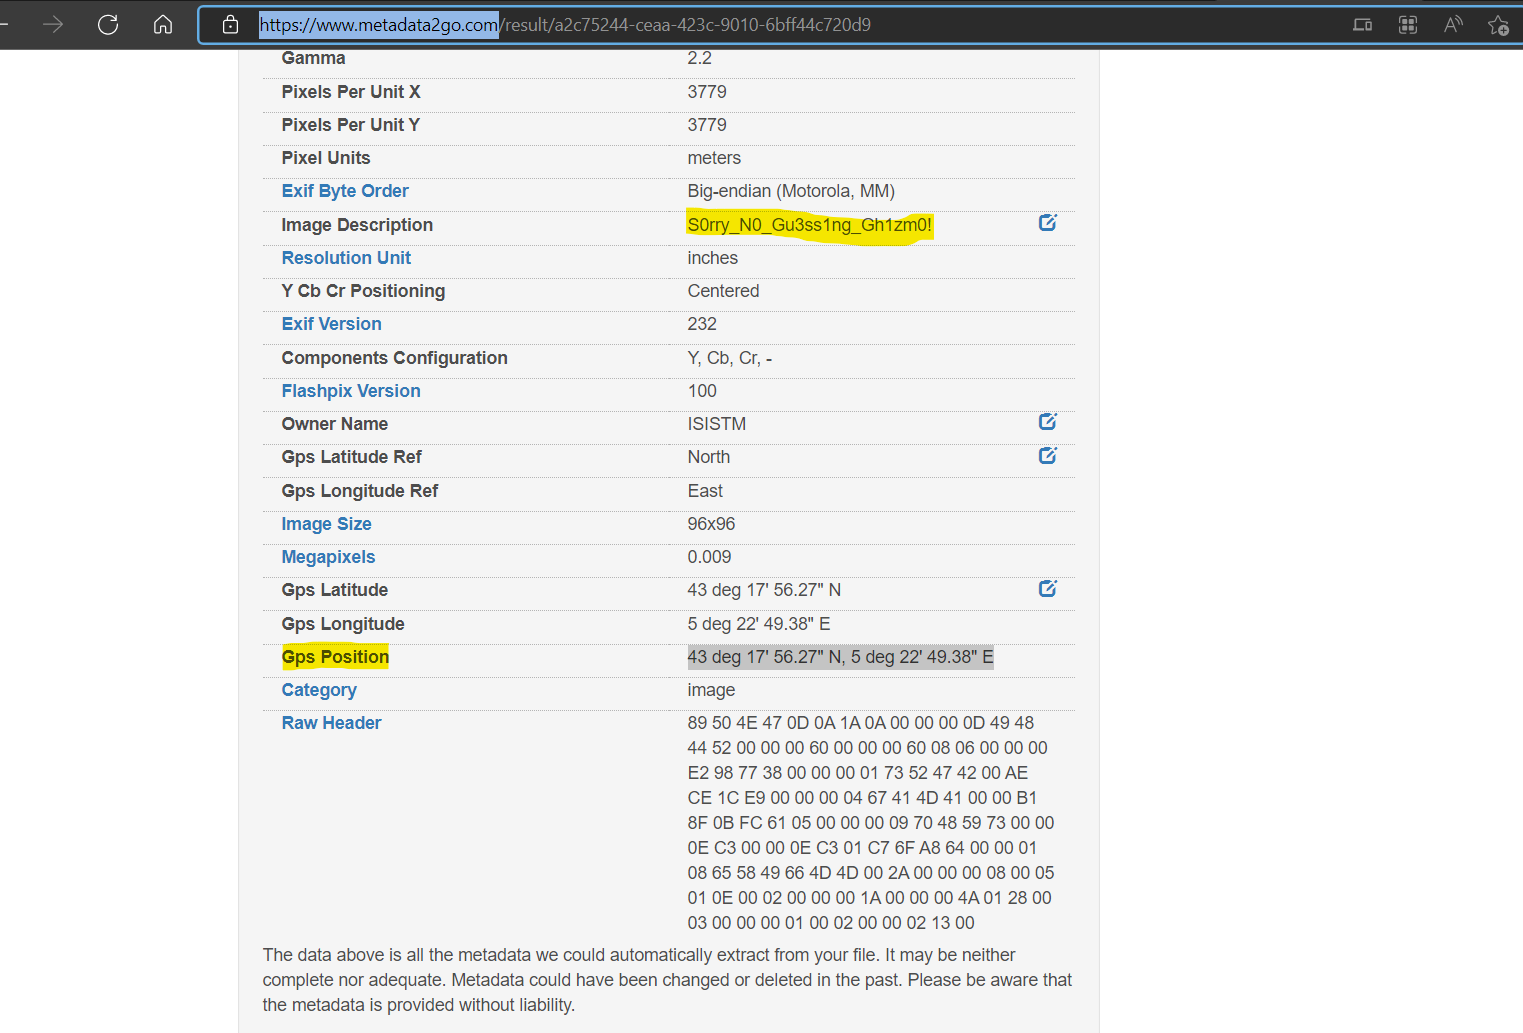 https://www.metadata2go.com/result/a2c75244-ceaa-423c-9010-6bff44c720d9
Gamma 2.2
Pixels Per Unit X 3779
Pixels Per Unit Y 3779
Pixel Units meters
Exif Byte Order Big-endian (Motorola, MM)
Image Description S0rry_N0_Gu3ss1ng_Gh1zm0!
Resolution Unit inches
Y Cb Cr Positioning Centered
Exif Version 232
Components Configuration Y, Cb, Cr, -
Flashpix Version 100
Owner Name ISISTM
Gps Latitude Ref North
Gps Longitude Ref East
Image Size 96x96
Megapixels 0.009
Gps Latitude 43 deg 17' 56.27" N
Gps Longitude 5 deg 22' 49.38" E
Gps Position 43 deg 17' 56.27" N, 5 deg 22' 49.38" E
Category image
Raw Header 89 50 4E 47 0D 0A 1A 0A 00 00 00 0D 49 48
44 52 00 00 00 60 00 00 00 60 08 06 00 00 00
E2 98 77 38 00 00 00 01 73 52 47 42 00 AE
CE 1C E9 00 00 00 04 67 41 4D 41 00 00 B1
8F 0B FC 61 05 00 00 00 09 70 48 59 73 00 00
0E C3 00 00 0E C3 01 C7 6F A8 64 00 00 01
08 65 58 49 66 4D 4D 00 2A 00 00 00 08 00 05
01 0E 00 02 00 00 00 1A 00 00 00 4A 01 28 00
03 00 00 00 01 00 02 00 00 02 13 00
The data above is all the metadata we could automatically extract from your file. It may be neither
complete nor adequate. Metadata could have been changed or deleted in the past. Please be aware that
the metadata is provided without liability.